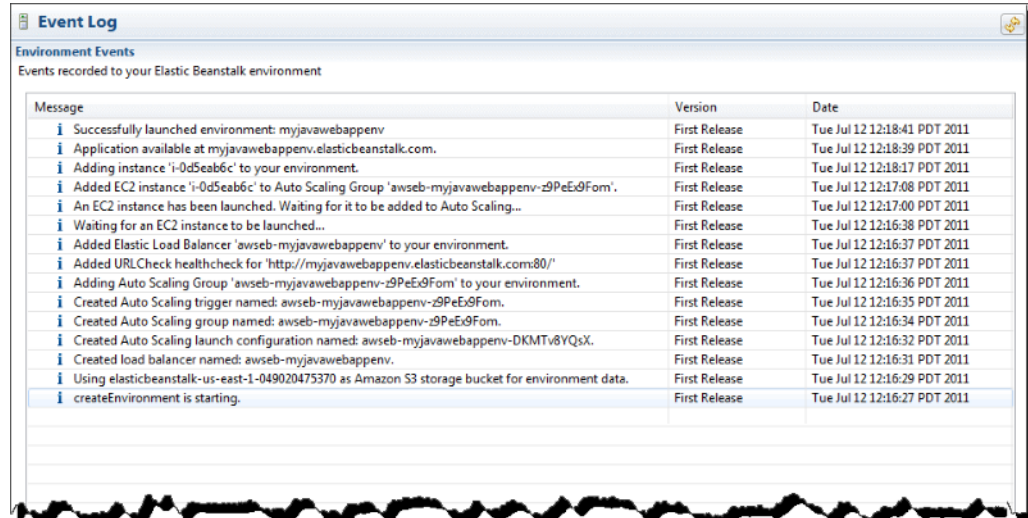 Event Log
Environment Events
Events recorded to your Elastic Beanstalk environment
Message Version Date
Successfully launched environment: myjavawebappenv First Release Tue Jul 12 12:18:41 PDT 2011
Application available at myjavawebappenv.elasticbeanstalk.com. First Release Tue Jul 12 12:18:39 PDT 2011
Adding instance 'i-0d5eab6c' to your environment. First Release Tue Jul 12 12:18:17 PDT 2011
Added EC2 instance 'i-0d5eab6c' to Auto Scaling Group 'awseb-myjavawebappenv-z9PeEx9Fom'. First Release Tue Jul 12 12:17:08 PDT 2011
An EC2 instance has been launched. Waiting for it to be added to Auto Scaling... First Release Tue Jul 12 12:17:00 PDT 2011
Waiting for an EC2 instance to be launched... First Release Tue Jul 12 12:16:38 PDT 2011
Added Elastic Load Balancer 'awseb-myjavawebappenv' to your environment. First Release Tue Jul 12 12:16:37 PDT 2011
Added URLCheck healthcheck for 'http://myjavawebappenv.elasticbeanstalk.com:80/' First Release Tue Jul 12 12:16:37 PDT 2011
Adding Auto Scaling Group 'awseb-myjavawebappenv-z9PeEx9Fom' to your environment. First Release Tue Jul 12 12:16:36 PDT 2011
Created Auto Scaling trigger named: awseb-myjavawebappenv-z9PeEx9Fom. First Release Tue Jul 12 12:16:35 PDT 2011
Created Auto Scaling group named: awseb-myjavawebappenv-z9PeEx9Fom. First Release Tue Jul 12 12:16:34 PDT 2011
Created Auto Scaling launch configuration named: awseb-myjavawebappenv-DKMTv8YQsX. First Release Tue Jul 12 12:16:32 PDT 2011
Created load balancer named: awseb-myjavawebappenv. First Release Tue Jul 12 12:16:31 PDT 2011
Using elasticbeanstalk-us-east-1-049020475370 as Amazon S3 storage bucket for environment data. First Release Tue Jul 12 12:16:29 PDT 2011
createEnvironment is starting. First Release Tue Jul 12 12:16:27 PDT 2011